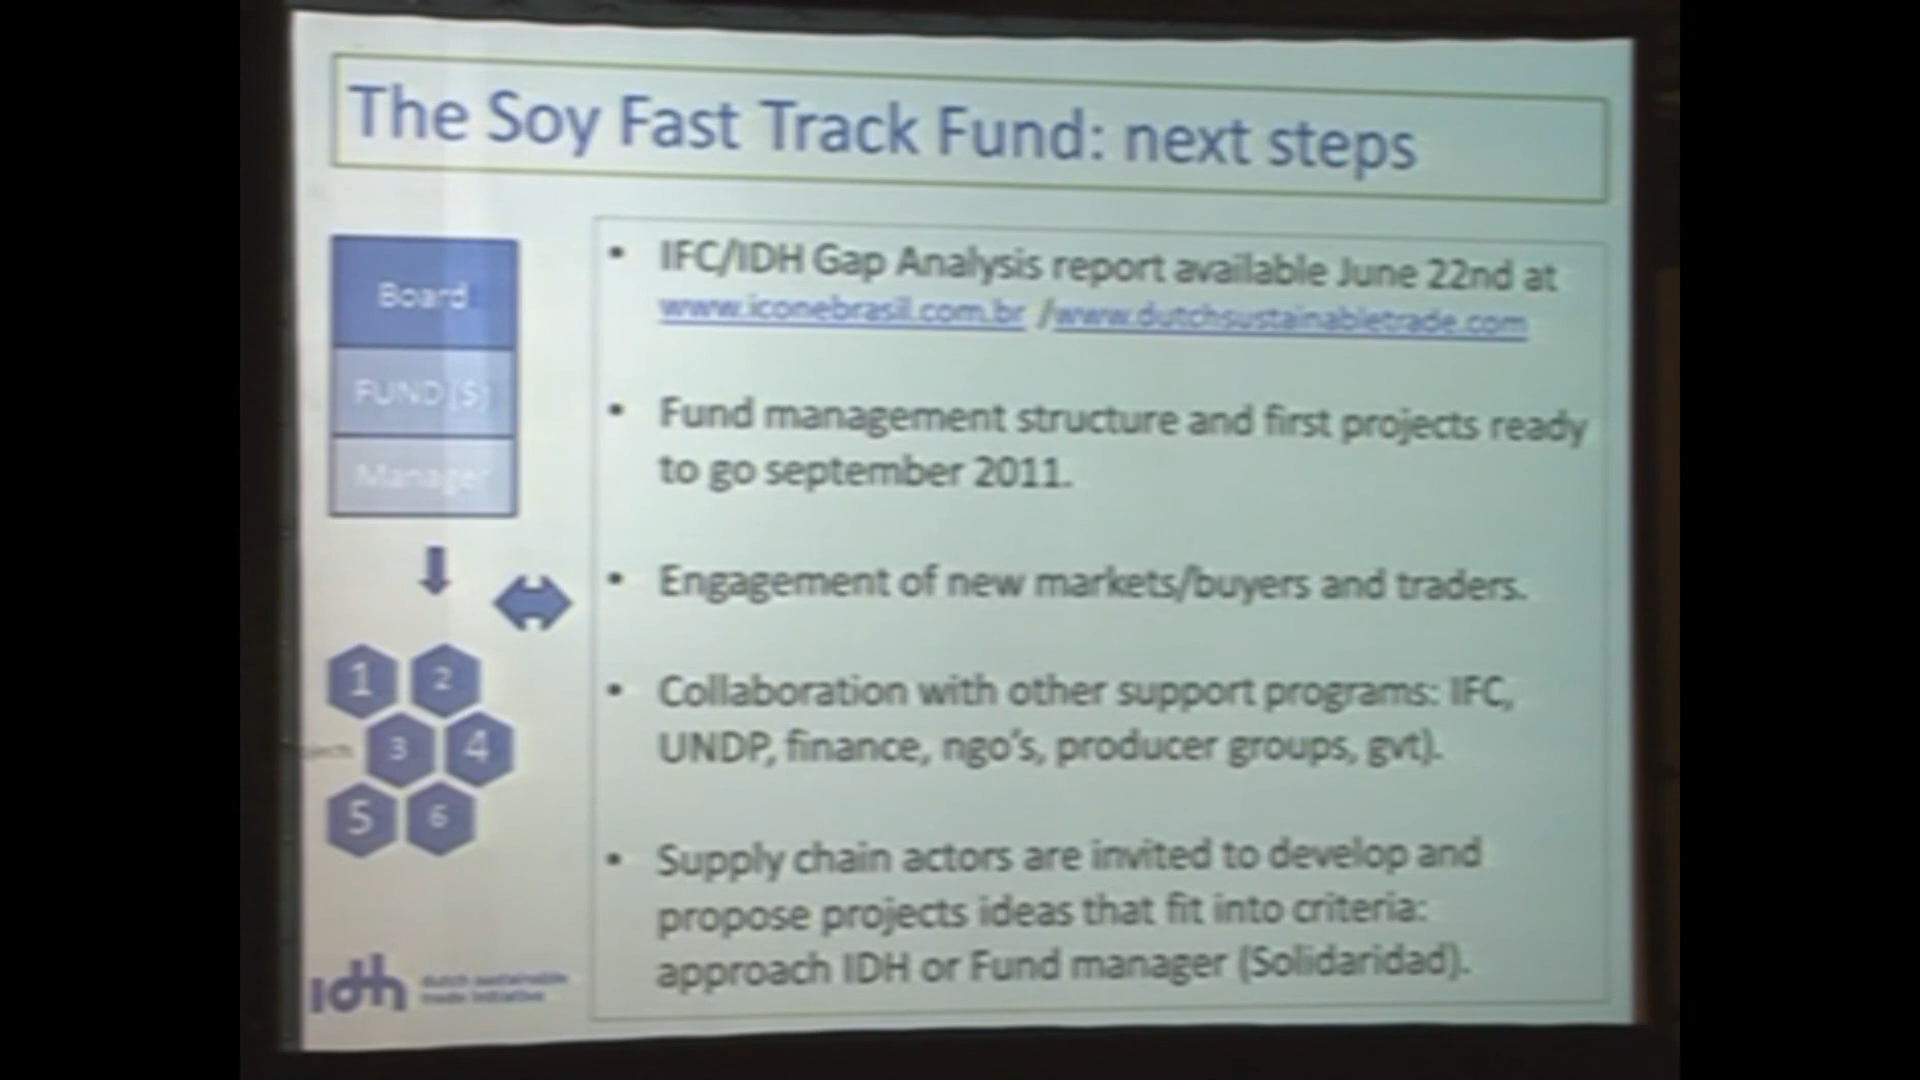 The Soy Fast Track Fund: next steps
Board
FUND ($)
Manager
1
2
3
4
5
6
• IFC/IDH Gap Analysis report available June 22nd at
www.iconebrasil.com.br /www.dutchsustainabletrade.com
• Fund management structure and first projects ready
to go september 2011.
• Engagement of new markets/buyers and traders.
• Collaboration with other support programs: IFC,
UNDP, finance, ngo's, producer groups, gvt).
• Supply chain actors are invited to develop and
propose projects ideas that fit into criteria:
approach IDH or Fund manager (Solidaridad).
idh
dutch sustainable
trade initiative